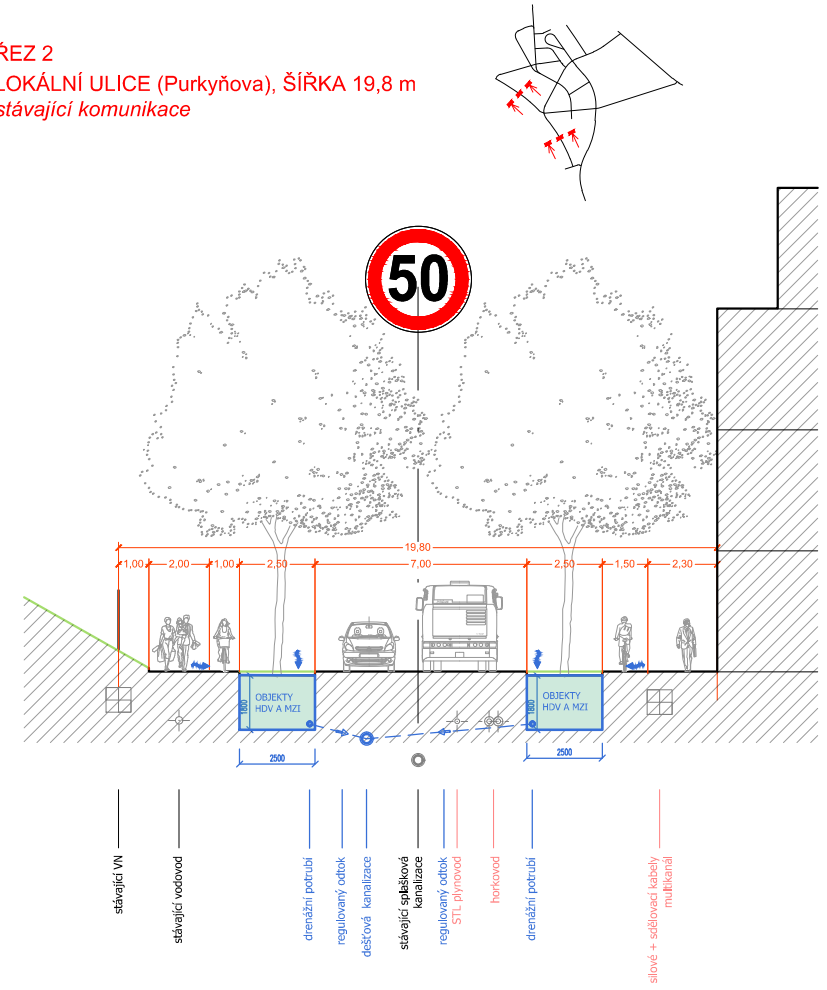 ŘEZ 2
LOKÁLNÍ ULICE (Purkyňova), ŠÍŘKA 19,8 m
stávající komunikace
50
19,80
1,00
2,00
1,00
2,50
7,00
2,50
1,50
2,30
1800
OBJEKTY
HDV A MZI
1800
OBJEKTY
HDV A MZI
2500
2500
stávající VN
stávající vodovod
drenážní potrubí
regulovaný odtok
dešťová kanalizace
stávající splašková
kanalizace
regulovaný odtok
STL plynovod
horkovod
drenážní potrubí
silové + sdělovací kabely
multikanál